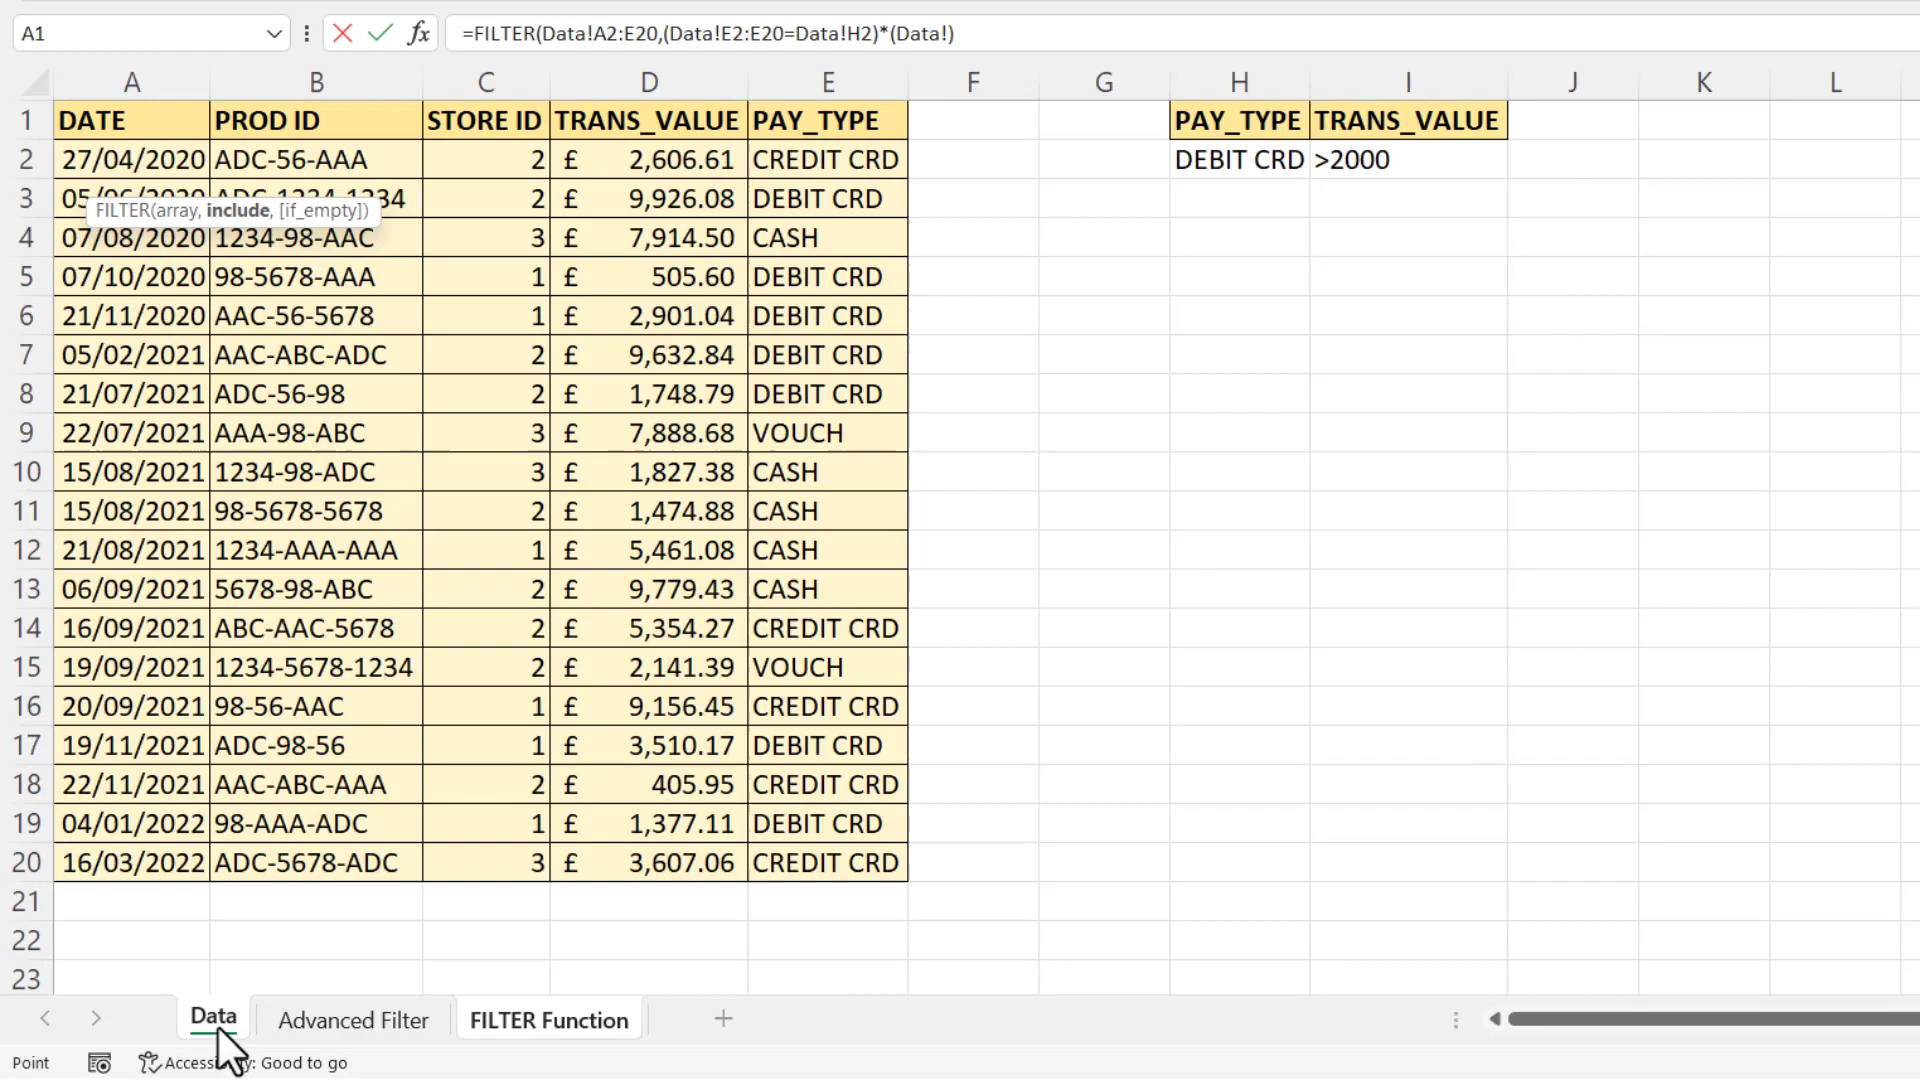 A1 fx =FILTER(Data!A2:E20,(Data!E2:E20=Data!H2)*(Data!)
A B C D E F G H I J K L
1 DATE PROD ID STORE ID TRANS_VALUE PAY_TYPE PAY_TYPE TRANS_VALUE
2 27/04/2020 ADC-56-AAA 2 £ 2,606.61 CREDIT CRD DEBIT CRD >2000
3 05/06/2020 ADC-1234-1234 2 £ 9,926.08 DEBIT CRD
FILTER(array, include, [if_empty])
4 07/08/2020 1234-98-AAC 3 £ 7,914.50 CASH
5 07/10/2020 98-5678-AAA 1 £ 505.60 DEBIT CRD
6 21/11/2020 AAC-56-5678 1 £ 2,901.04 DEBIT CRD
7 05/02/2021 AAC-ABC-ADC 2 £ 9,632.84 DEBIT CRD
8 21/07/2021 ADC-56-98 2 £ 1,748.79 DEBIT CRD
9 22/07/2021 AAA-98-ABC 3 £ 7,888.68 VOUCH
10 15/08/2021 1234-98-ADC 3 £ 1,827.38 CASH
11 15/08/2021 98-5678-5678 2 £ 1,474.88 CASH
12 21/08/2021 1234-AAA-AAA 1 £ 5,461.08 CASH
13 06/09/2021 5678-98-ABC 2 £ 9,779.43 CASH
14 16/09/2021 ABC-AAC-5678 2 £ 5,354.27 CREDIT CRD
15 19/09/2021 1234-5678-1234 2 £ 2,141.39 VOUCH
16 20/09/2021 98-56-AAC 1 £ 9,156.45 CREDIT CRD
17 19/11/2021 ADC-98-56 1 £ 3,510.17 DEBIT CRD
18 22/11/2021 AAC-ABC-AAA 2 £ 405.95 CREDIT CRD
19 04/01/2022 98-AAA-ADC 1 £ 1,377.11 DEBIT CRD
20 16/03/2022 ADC-5678-ADC 3 £ 3,607.06 CREDIT CRD
21
22
23
Data Advanced Filter FILTER Function
Point Accessibility: Good to go